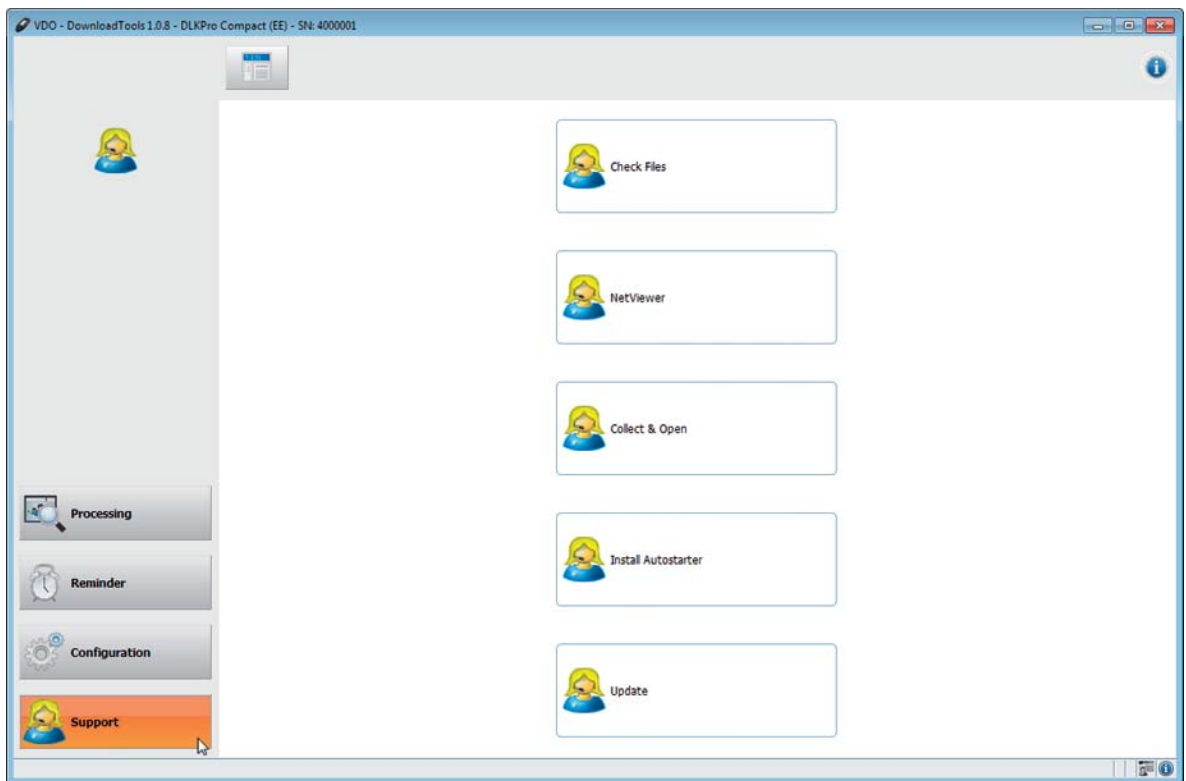 VDO - DownloadTools 1.0.8 - DLKPro Compact (EE) - SN: 4000001
Check Files
NetViewer
Collect & Open
Processing
Install Autostarter
Reminder
Configuration
Update
Support